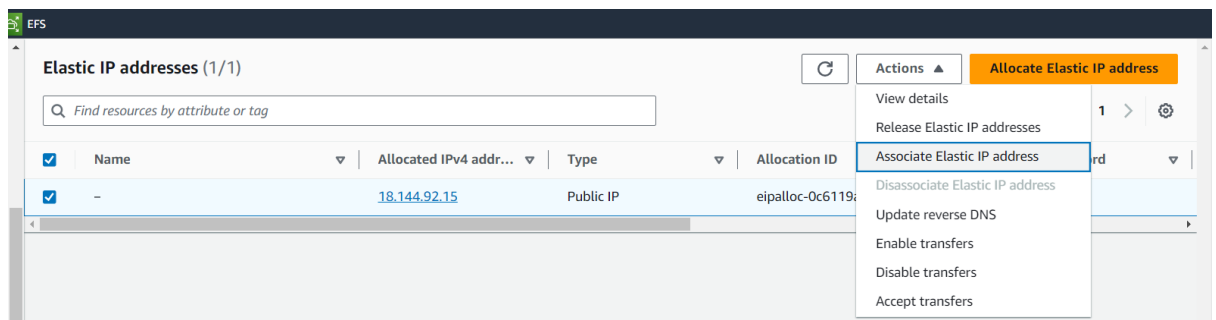 EFS
Elastic IP addresses (1/1)
Actions
Allocate Elastic IP address
Find resources by attribute or tag
1
View details
Release Elastic IP addresses
Associate Elastic IP address
Disassociate Elastic IP address
Update reverse DNS
Enable transfers
Disable transfers
Accept transfers
Name
Allocated IPv4 addr...
Type
Allocation ID
rd
–
18.144.92.15
Public IP
eipalloc-0c6119